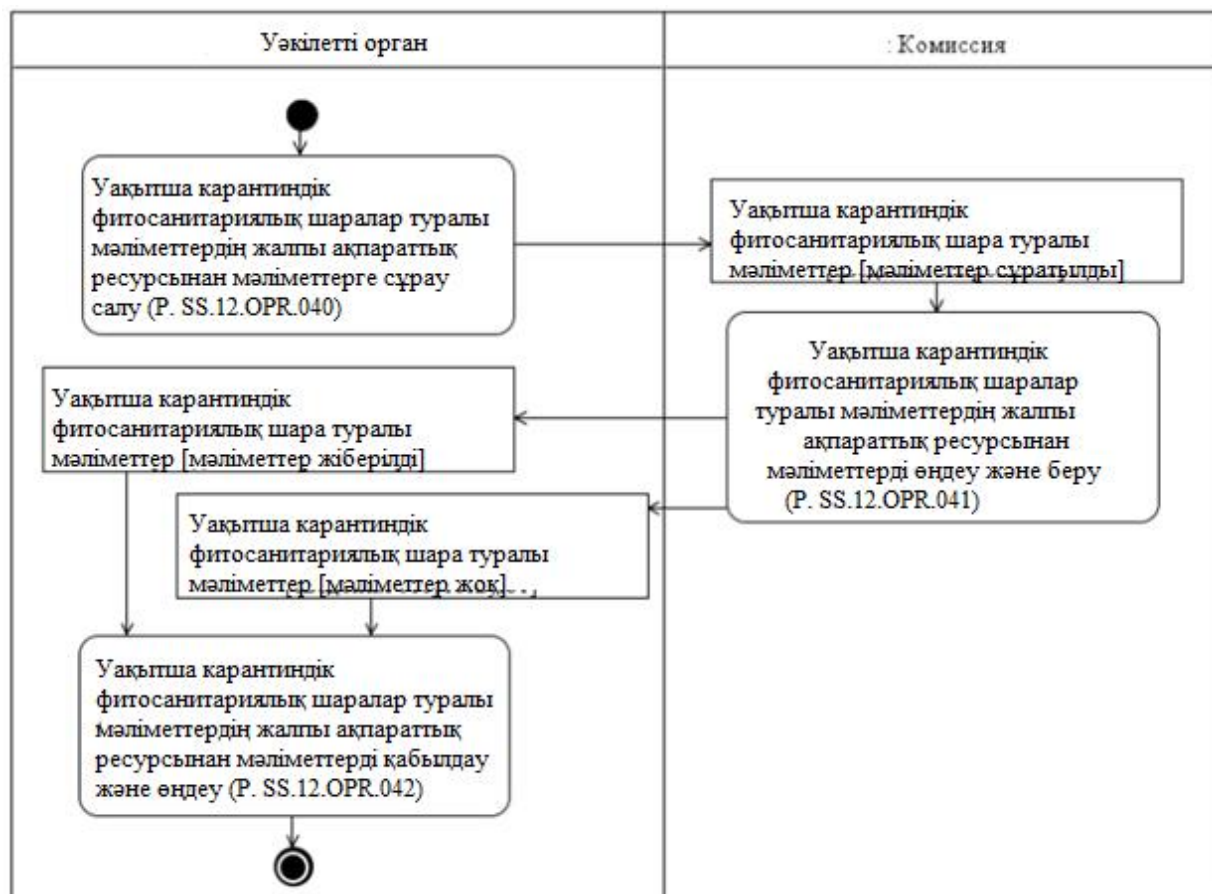 Уәкілетті орган
: Комиссия
Уақытша карантиндік
фитосанитариялық шаралар туралы
мәліметтердің жалпы ақпараттық
ресурсынан мәліметтерге сұрау
салу (P. SS.12.OPR.040)
Уақытша карантиндік
фитосанитариялық шара туралы
мәліметтер [мәліметтер сұратылды]
Уақытша карантиндік
фитосанитариялық шаралар
туралы мәліметтердің жалпы
ақпараттық ресурсынан
мәліметтерді өңдеу және беру
(P. SS.12.OPR.041)
Уақытша карантиндік
фитосанитариялық шара туралы
мәліметтер [мәліметтер жіберілді]
Уақытша карантиндік
фитосанитариялық шара туралы
мәліметтер [мәліметтер жоқ]
Уақытша карантиндік
фитосанитариялық шаралар туралы
мәліметтердің жалпы ақпараттық
ресурсынан мәліметтерді қабылдау
және өңдеу (P. SS.12.OPR.042)